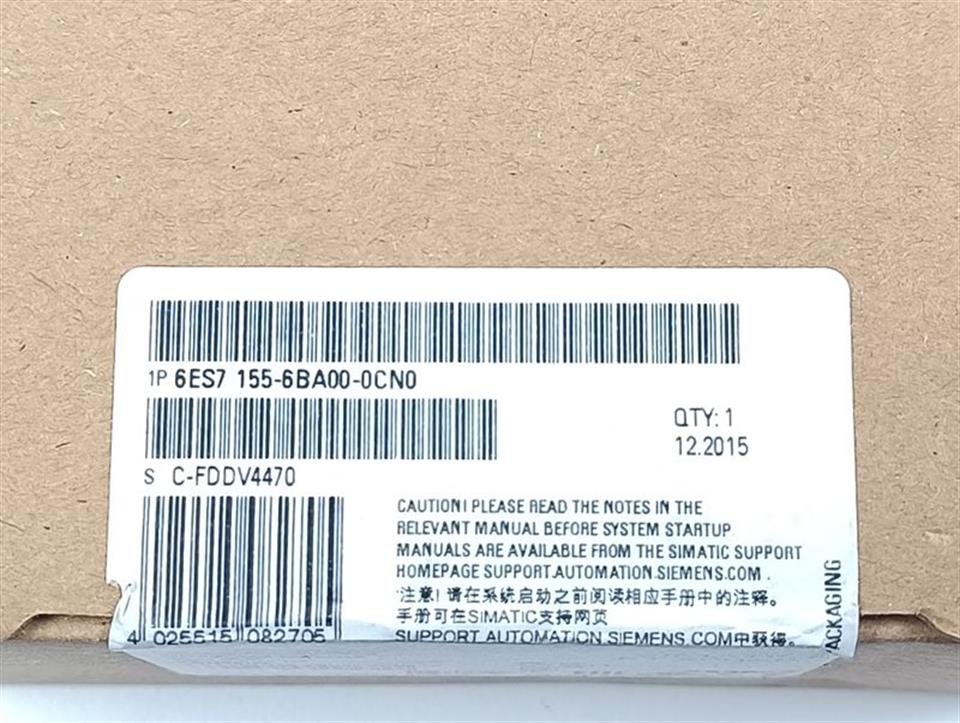 1P 6ES7 155-6BA00-0CN0
QTY: 1
12.2015
S C-FDDV4470
CAUTION! PLEASE READ THE NOTES IN THE
RELEVANT MANUAL BEFORE SYSTEM STARTUP.
MANUALS ARE AVAILABLE FROM THE SIMATIC SUPPORT
HOMEPAGE SUPPORT.AUTOMATION.SIEMENS.COM .
注意! 请在系统启动之前阅读相应手册中的注释。
手册可在SIMATIC支持网页
SUPPORT AUTOMATION SIEMENS.COM中获得。
4 025515 082705
PACKAGING